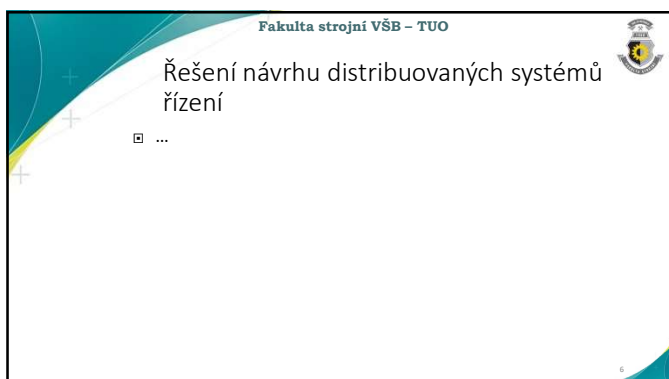 Fakulta strojní VŠB – TUO
Řešení návrhu distribuovaných systémů
řízení
...
6